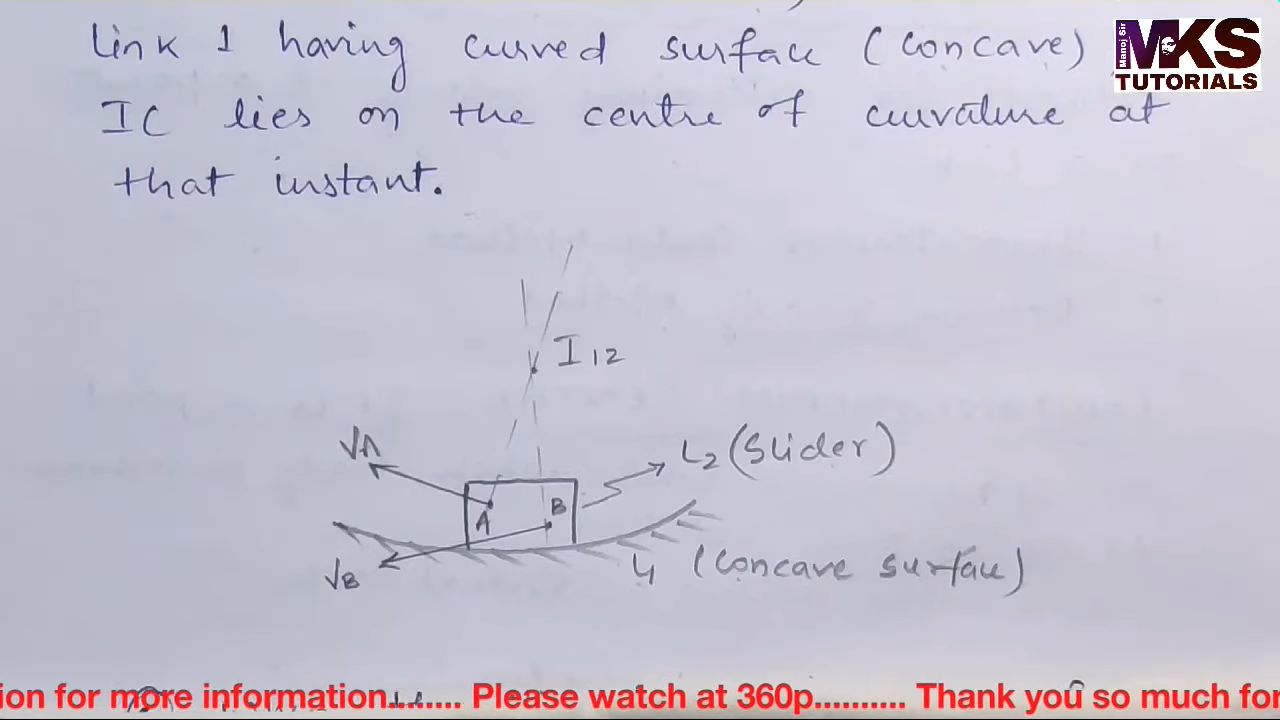 Link 1 having curved surface (concave)
IC lies on the centre of curvature at
that instant.
Manoj Sir
MKS
TUTORIALS
I12
VA
L2 (Slider)
A
B
VB
L1 (Concave surface)
ion for more information........ Please watch at 360p.......... Thank you so much for